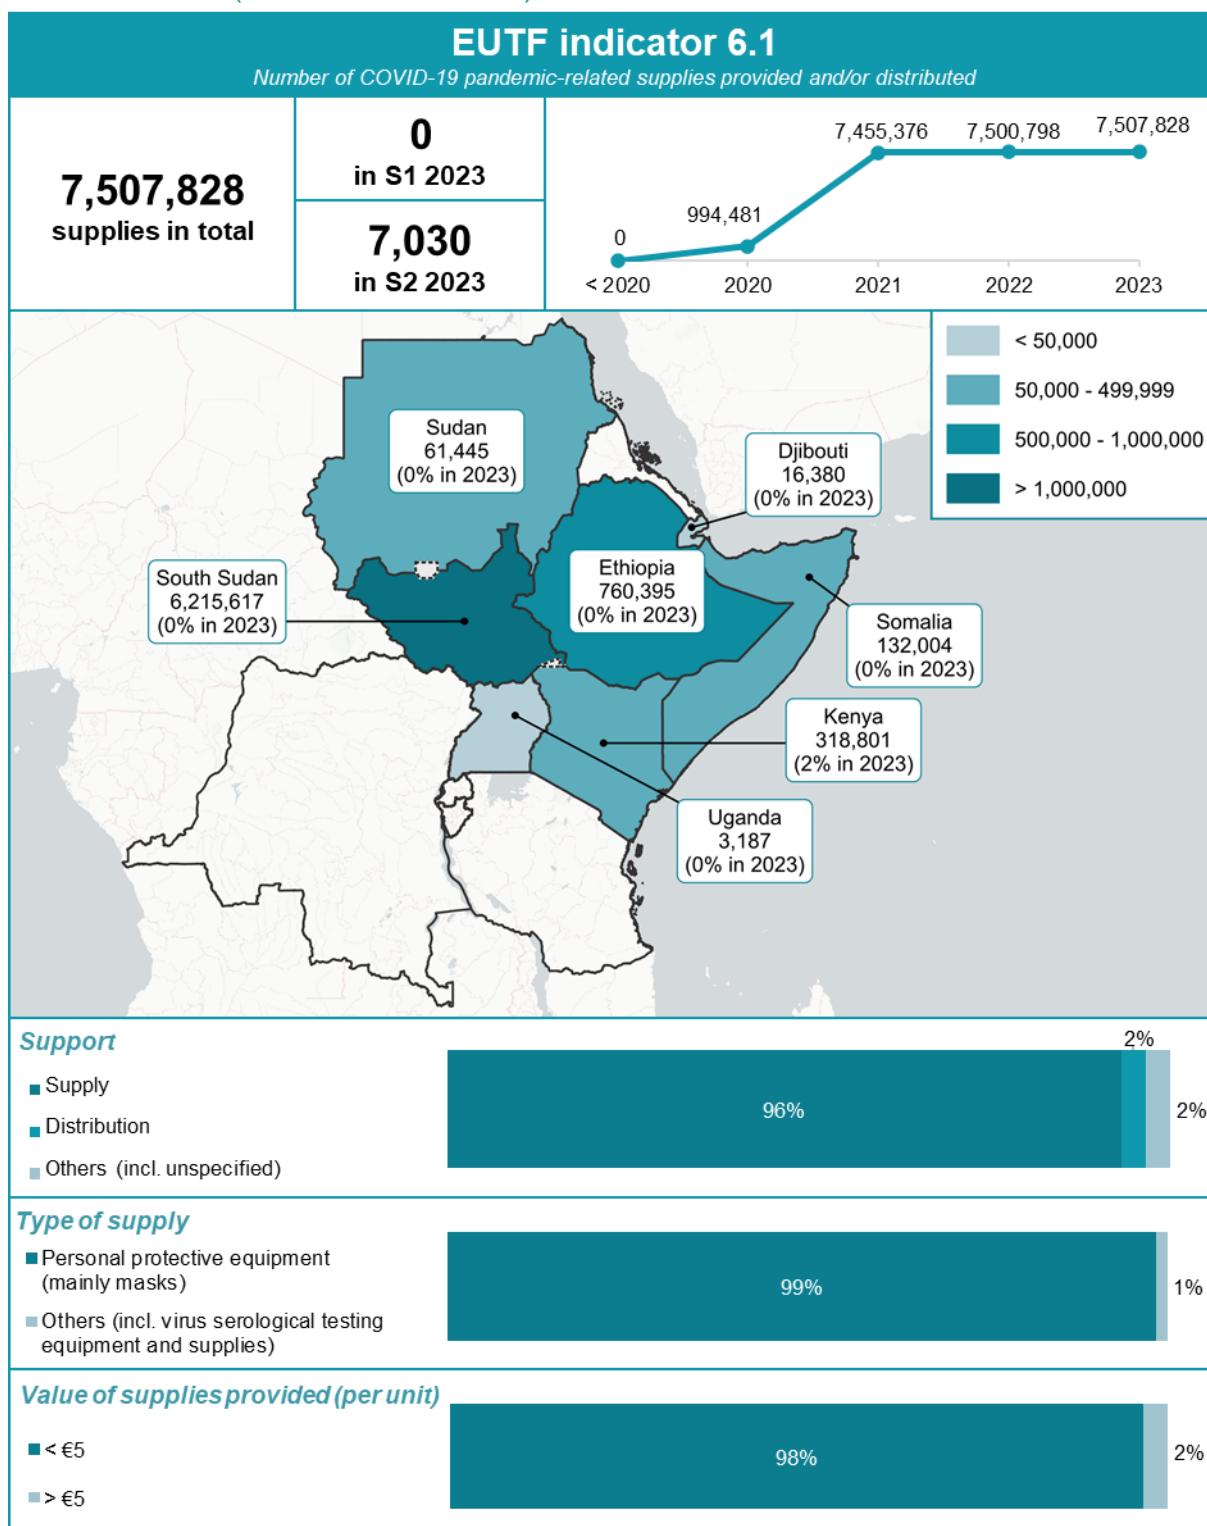 EUTF indicator 6.1
Number of COVID-19 pandemic-related supplies provided and/or distributed
7,507,828
supplies in total
0
in S1 2023
7,030
in S2 2023
0
994,481
7,455,376
7,500,798
7,507,828
< 2020
2020
2021
2022
2023
< 50,000
50,000 - 499,999
500,000 - 1,000,000
> 1,000,000
Sudan
61,445
(0% in 2023)
Djibouti
16,380
(0% in 2023)
South Sudan
6,215,617
(0% in 2023)
Ethiopia
760,395
(0% in 2023)
Somalia
132,004
(0% in 2023)
Kenya
318,801
(2% in 2023)
Uganda
3,187
(0% in 2023)
Support
Supply
Distribution
Others (incl. unspecified)
96%
2%
2%
Type of supply
Personal protective equipment
(mainly masks)
Others (incl. virus serological testing
equipment and supplies)
99%
1%
Value of supplies provided (per unit)
< €5
> €5
98%
2%